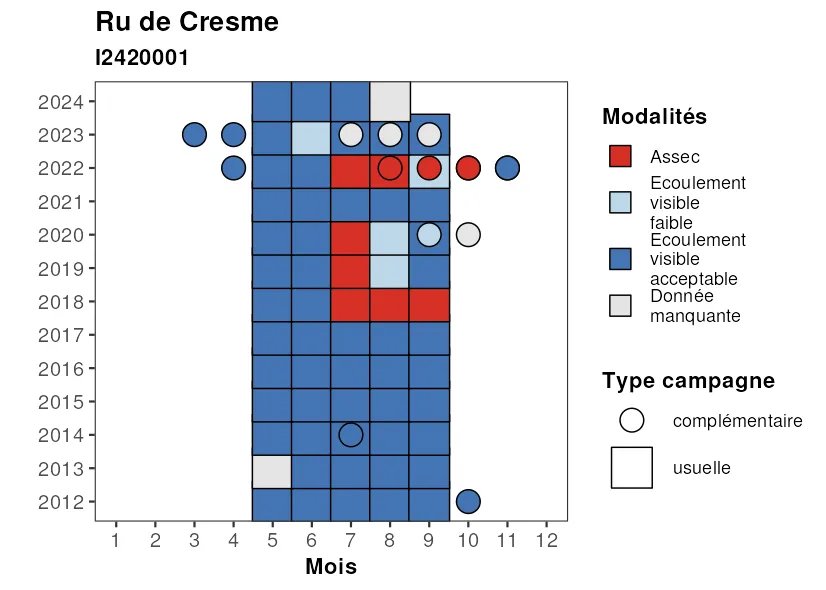 Ru de Cresme
I2420001
2024
2023
2022
2021
2020
2019
2018
2017
2016
2015
2014
2013
2012
1 2 3 4 5 6 7 8 9 10 11 12
Mois
Modalités
Assec
Ecoulement
visible
faible
Ecoulement
visible
acceptable
Donnée
manquante
Type campagne
complémentaire
usuelle